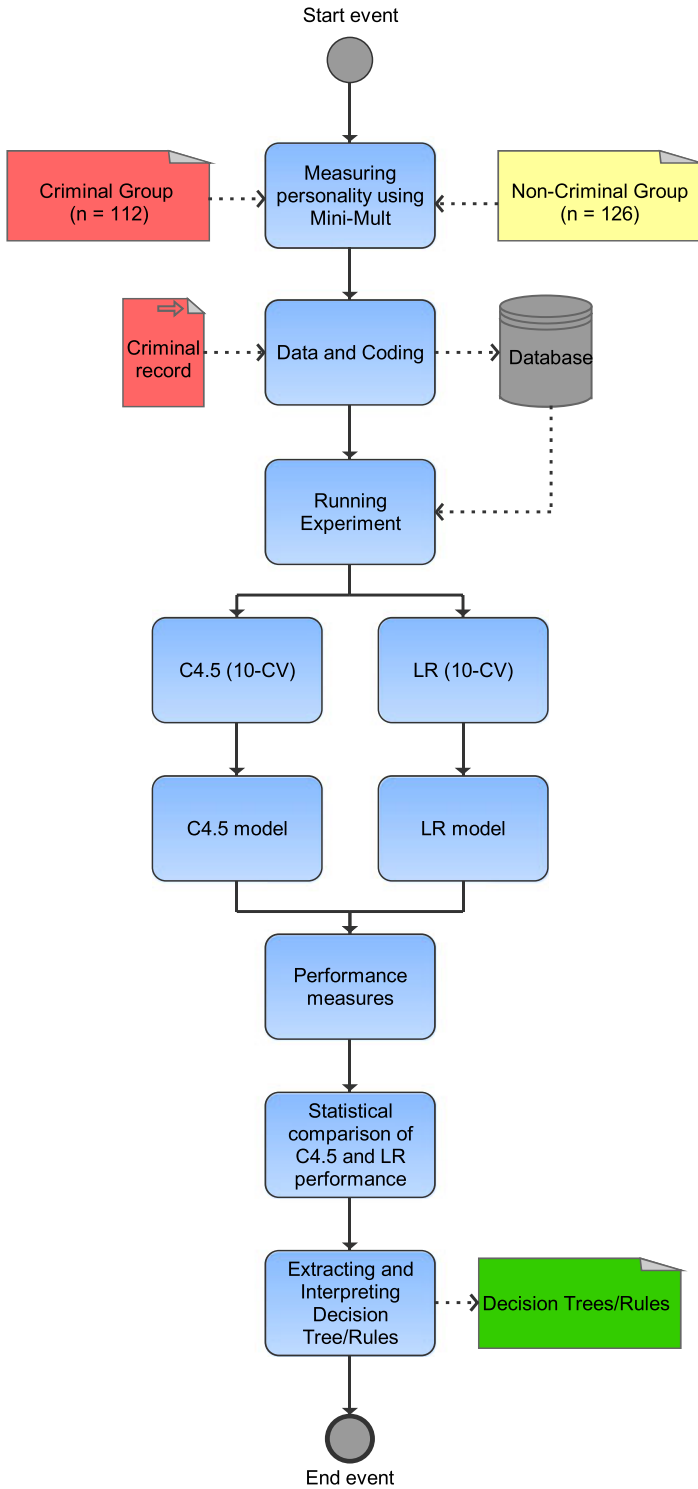 Start event
Criminal Group
(n = 112)
Measuring
personality using
Mini-Mult
Non-Criminal Group
(n = 126)
Criminal
record
Data and Coding
Database
Running
Experiment
C4.5 (10-CV)
LR (10-CV)
C4.5 model
LR model
Performance
measures
Statistical
comparison of
C4.5 and LR
performance
Extracting and
Interpreting
Decision
Tree/Rules
Decision Trees/Rules
End event